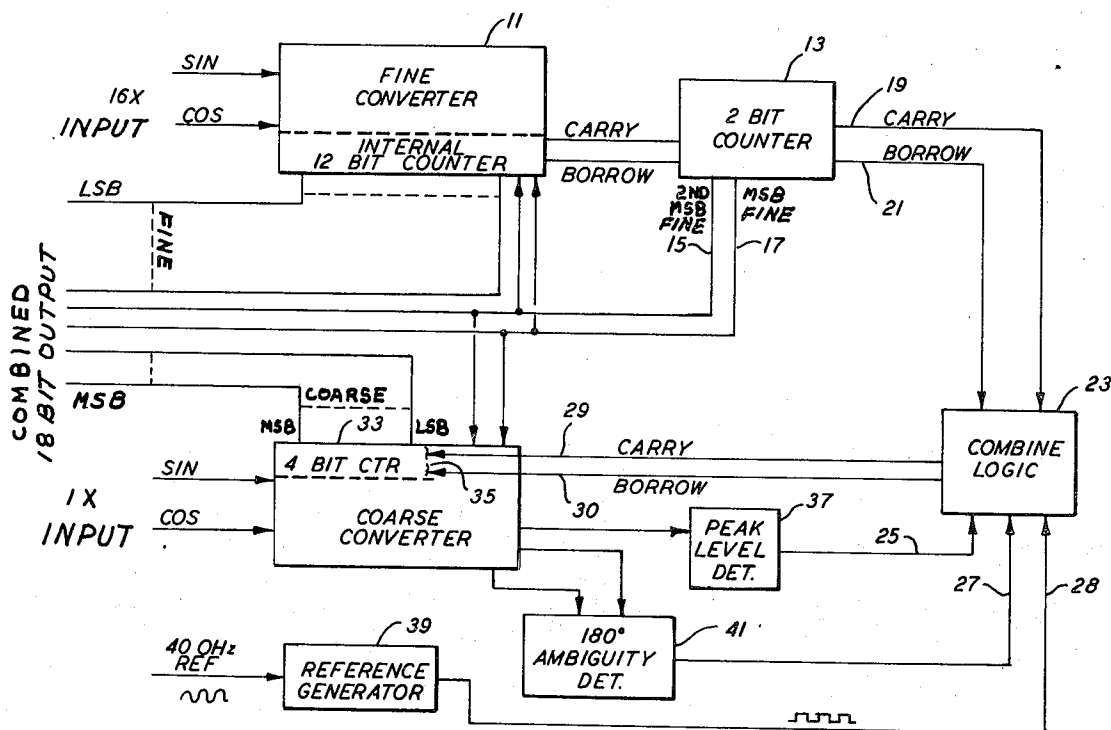 11
SIN
16X
INPUT
COS
FINE
CONVERTER
INTERNAL
12 BIT COUNTER
CARRY
BORROW
13
2 BIT
COUNTER
19
CARRY
BORROW
21
2ND
MSB
FINE
MSB
FINE
15
17
LSB
FINE
COMBINED
18 BIT OUTPUT
MSB
COARSE
MSB
33
LSB
4 BIT CTR
35
29
CARRY
30
BORROW
23
COMBINE
LOGIC
SIN
1X
INPUT
COS
COARSE
CONVERTER
37
PEAK
LEVEL
DET.
25
27
28
180°
AMBIGUITY
DET.
41
40 OHz
REF
39
REFERENCE
GENERATOR